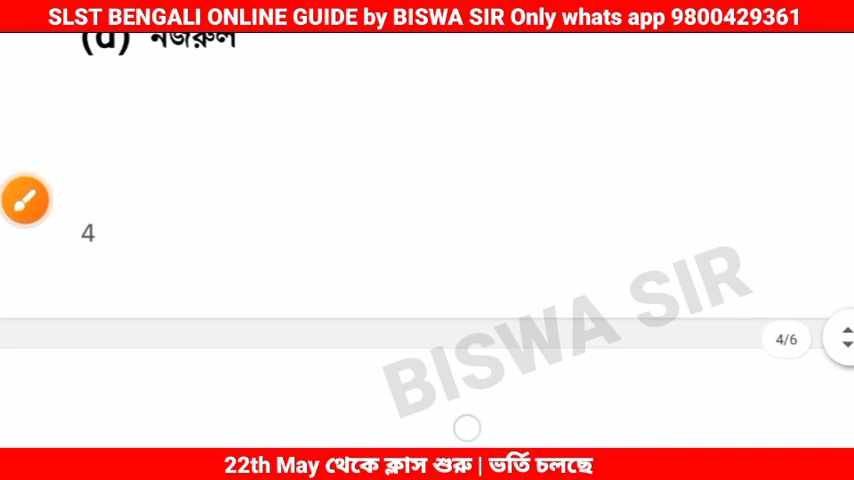 SLST BENGALI ONLINE GUIDE by BISWA SIR Only whats app 9800429361
(d) নজরুল
4
BISWA SIR
4/6
22th May থেকে ক্লাস শুরু | ভর্তি চলছে